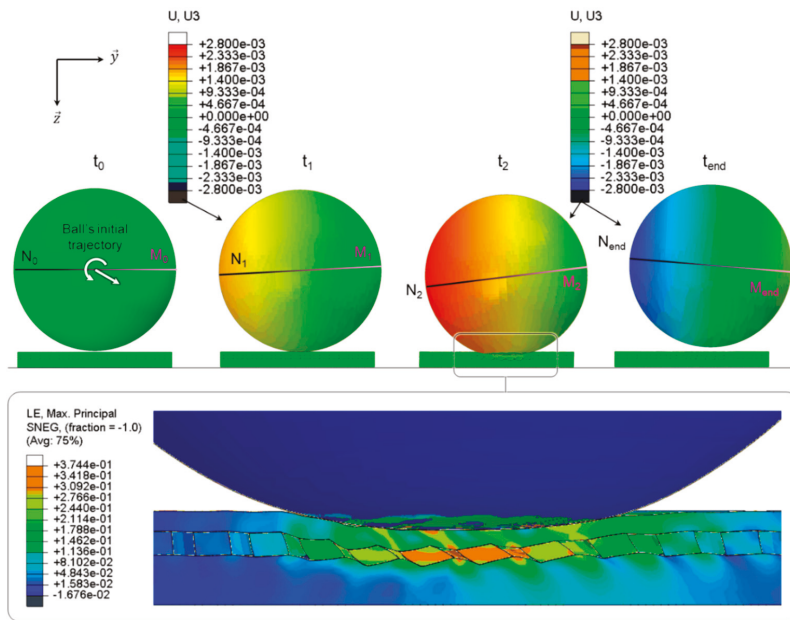 U, U3
+2.800e-03
+2.333e-03
+1.867e-03
+1.400e-03
+9.333e-04
+4.667e-04
+0.000e+00
-4.667e-04
-9.333e-04
-1.400e-03
-1.867e-03
-2.333e-03
-2.800e-03
U, U3
+2.800e-03
+2.333e-03
+1.867e-03
+1.400e-03
+9.333e-04
+4.667e-04
+0.000e+00
-4.667e-04
-9.333e-04
-1.400e-03
-1.867e-03
-2.333e-03
-2.800e-03
y
z
t0
t1
t2
tend
Ball's initial
trajectory
N0
M0
N1
M1
N2
M2
Nend
Mend
LE, Max. Principal
SNEG, (fraction = -1.0)
(Avg: 75%)
+3.744e-01
+3.418e-01
+3.092e-01
+2.766e-01
+2.440e-01
+2.114e-01
+1.788e-01
+1.462e-01
+1.136e-01
+8.102e-02
+4.843e-02
+1.583e-02
-1.676e-02